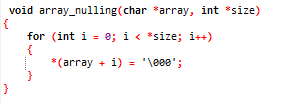 void array_nulling(char *array, int *size)
{
    for (int i = 0; i < *size; i++)
    {
        *(array + i) = '\000';
    }
}